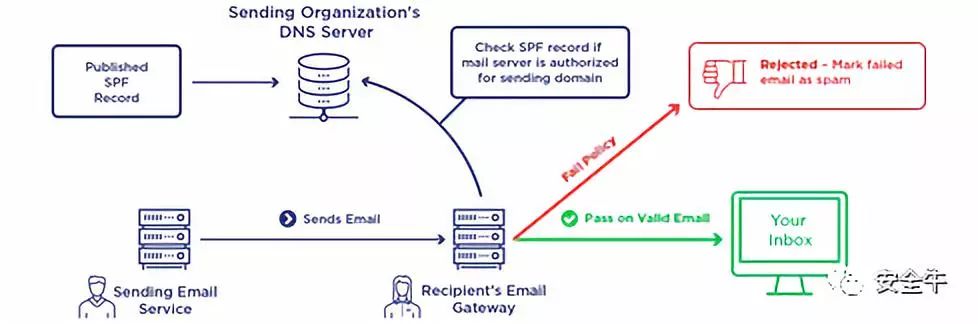 Sending Organization's
DNS Server
Published
SPF
Record
Check SPF record if
mail server is authorized
for sending domain
Rejected – Mark failed
email as spam
Fail Policy
Sends Email
Pass on Valid Email
Your
Inbox
Sending Email
Service
Recipient's Email
Gateway
安全牛